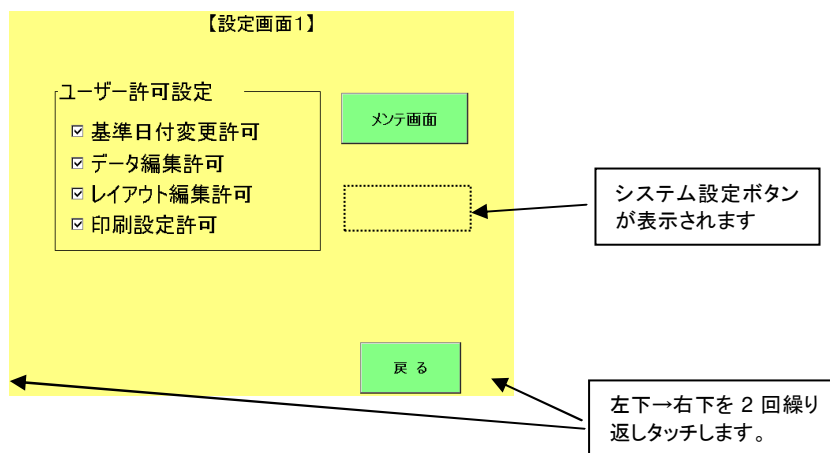 【設定画面1】
ユーザー許可設定
基準日付変更許可
データ編集許可
レイアウト編集許可
印刷設定許可
メンテ画面
システム設定ボタン
が表示されます
戻 る
左下→右下を 2 回繰り
返しタッチします。